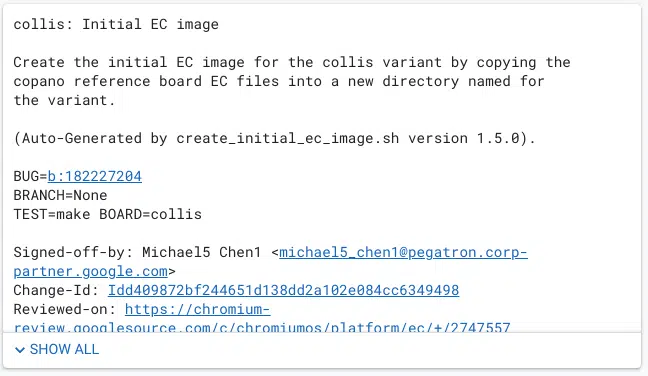 collis: Initial EC image
Create the initial EC image for the collis variant by copying the
copano reference board EC files into a new directory named for
the variant.
(Auto-Generated by create_initial_ec_image.sh version 1.5.0).
BUG=b:182227204
BRANCH=None
TEST=make BOARD=collis
Signed-off-by: Michael5 Chen1 <michael5_chen1@pegatron.corp-
partner.google.com>
Change-Id: Idd409872bf244651d138dd2a102e084cc6349498
Reviewed-on: https://chromium-
review.googlesource.com/c/chromiumos/platform/ec/+/2747557
SHOW ALL